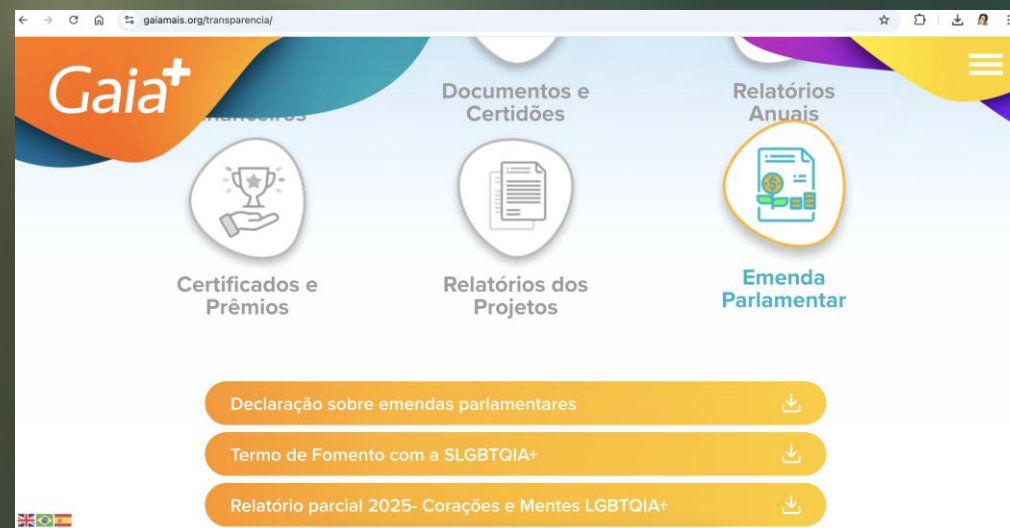 gaiamais.org/transparencia/
Gaia+
Documentos e
Certidões
Relatórios
Anuais
Certificados e
Prêmios
Relatórios dos
Projetos
Emenda
Parlamentar
Declaração sobre emendas parlamentares
Termo de Fomento com a SLGBTQIA+
Relatório parcial 2025- Corações e Mentes LGBTQIA+